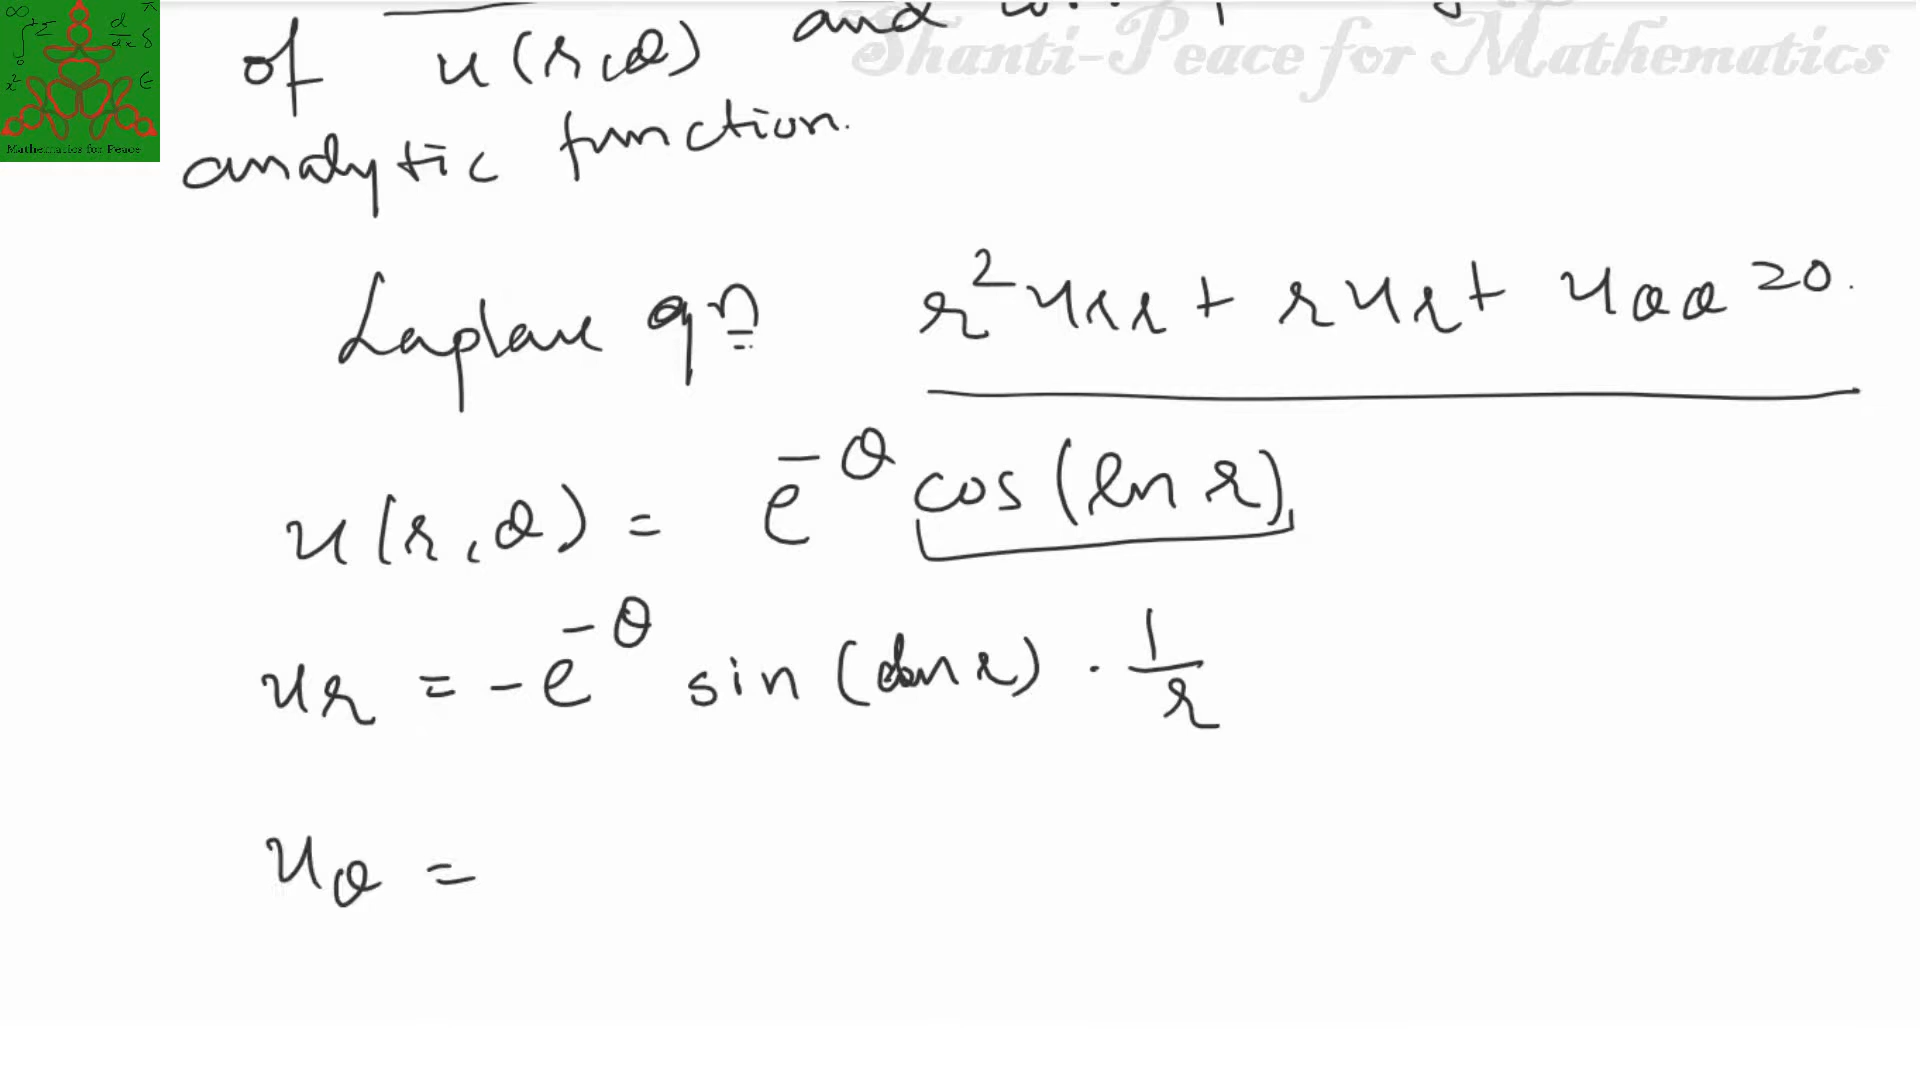 and
Shanti-Peace for Mathematics
of u(r,θ)
analytic function.
Mathematics for Peace
Laplace eqn r²u_rr + r u_r + u_θθ = 0.
u(r,θ) = e^-θ cos(ln r)
u_r = -e^-θ sin(ln r) · 1/r
u_θ =